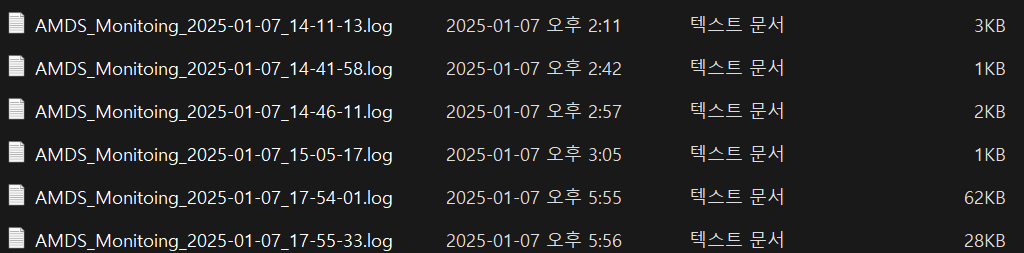 AMDS_Monitoing_2025-01-07_14-11-13.log 2025-01-07 오후 2:11 텍스트 문서 3KB
AMDS_Monitoing_2025-01-07_14-41-58.log 2025-01-07 오후 2:42 텍스트 문서 1KB
AMDS_Monitoing_2025-01-07_14-46-11.log 2025-01-07 오후 2:57 텍스트 문서 2KB
AMDS_Monitoing_2025-01-07_15-05-17.log 2025-01-07 오후 3:05 텍스트 문서 1KB
AMDS_Monitoing_2025-01-07_17-54-01.log 2025-01-07 오후 5:55 텍스트 문서 62KB
AMDS_Monitoing_2025-01-07_17-55-33.log 2025-01-07 오후 5:56 텍스트 문서 28KB